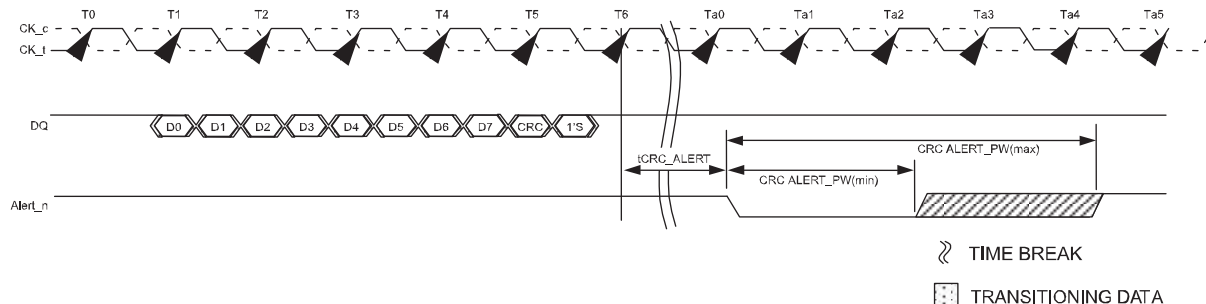 T0 T1 T2 T3 T4 T5 T6 Ta0 Ta1 Ta2 Ta3 Ta4 Ta5
CK_c
CK_t
DQ
D0 D1 D2 D3 D4 D5 D6 D7 CRC 1'S
tCRC_ALERT
CRC ALERT_PW(max)
CRC ALERT_PW(min)
Alert_n
TIME BREAK
TRANSITIONING DATA